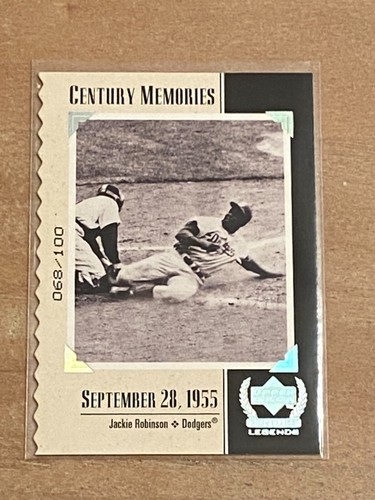 CENTURY MEMORIES
068/100
SEPTEMBER 28, 1955
Jackie Robinson ❖ Dodgers®
LEGENDS